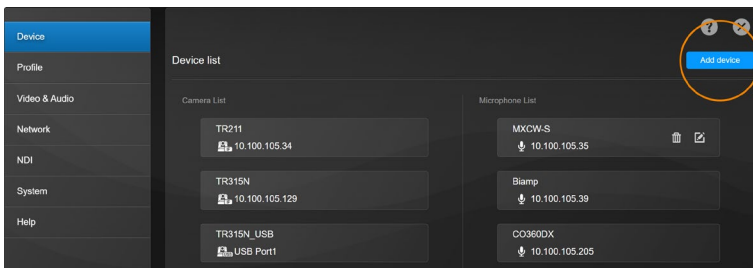 Device
Profile
Video & Audio
Network
NDI
System
Help
?
Device list
Add device
Camera List
TR211
10.100.105.34
TR315N
10.100.105.129
TR315N_USB
USB Port1
Microphone List
MXCW-S
10.100.105.35
Biamp
10.100.105.39
CO360DX
10.100.105.205